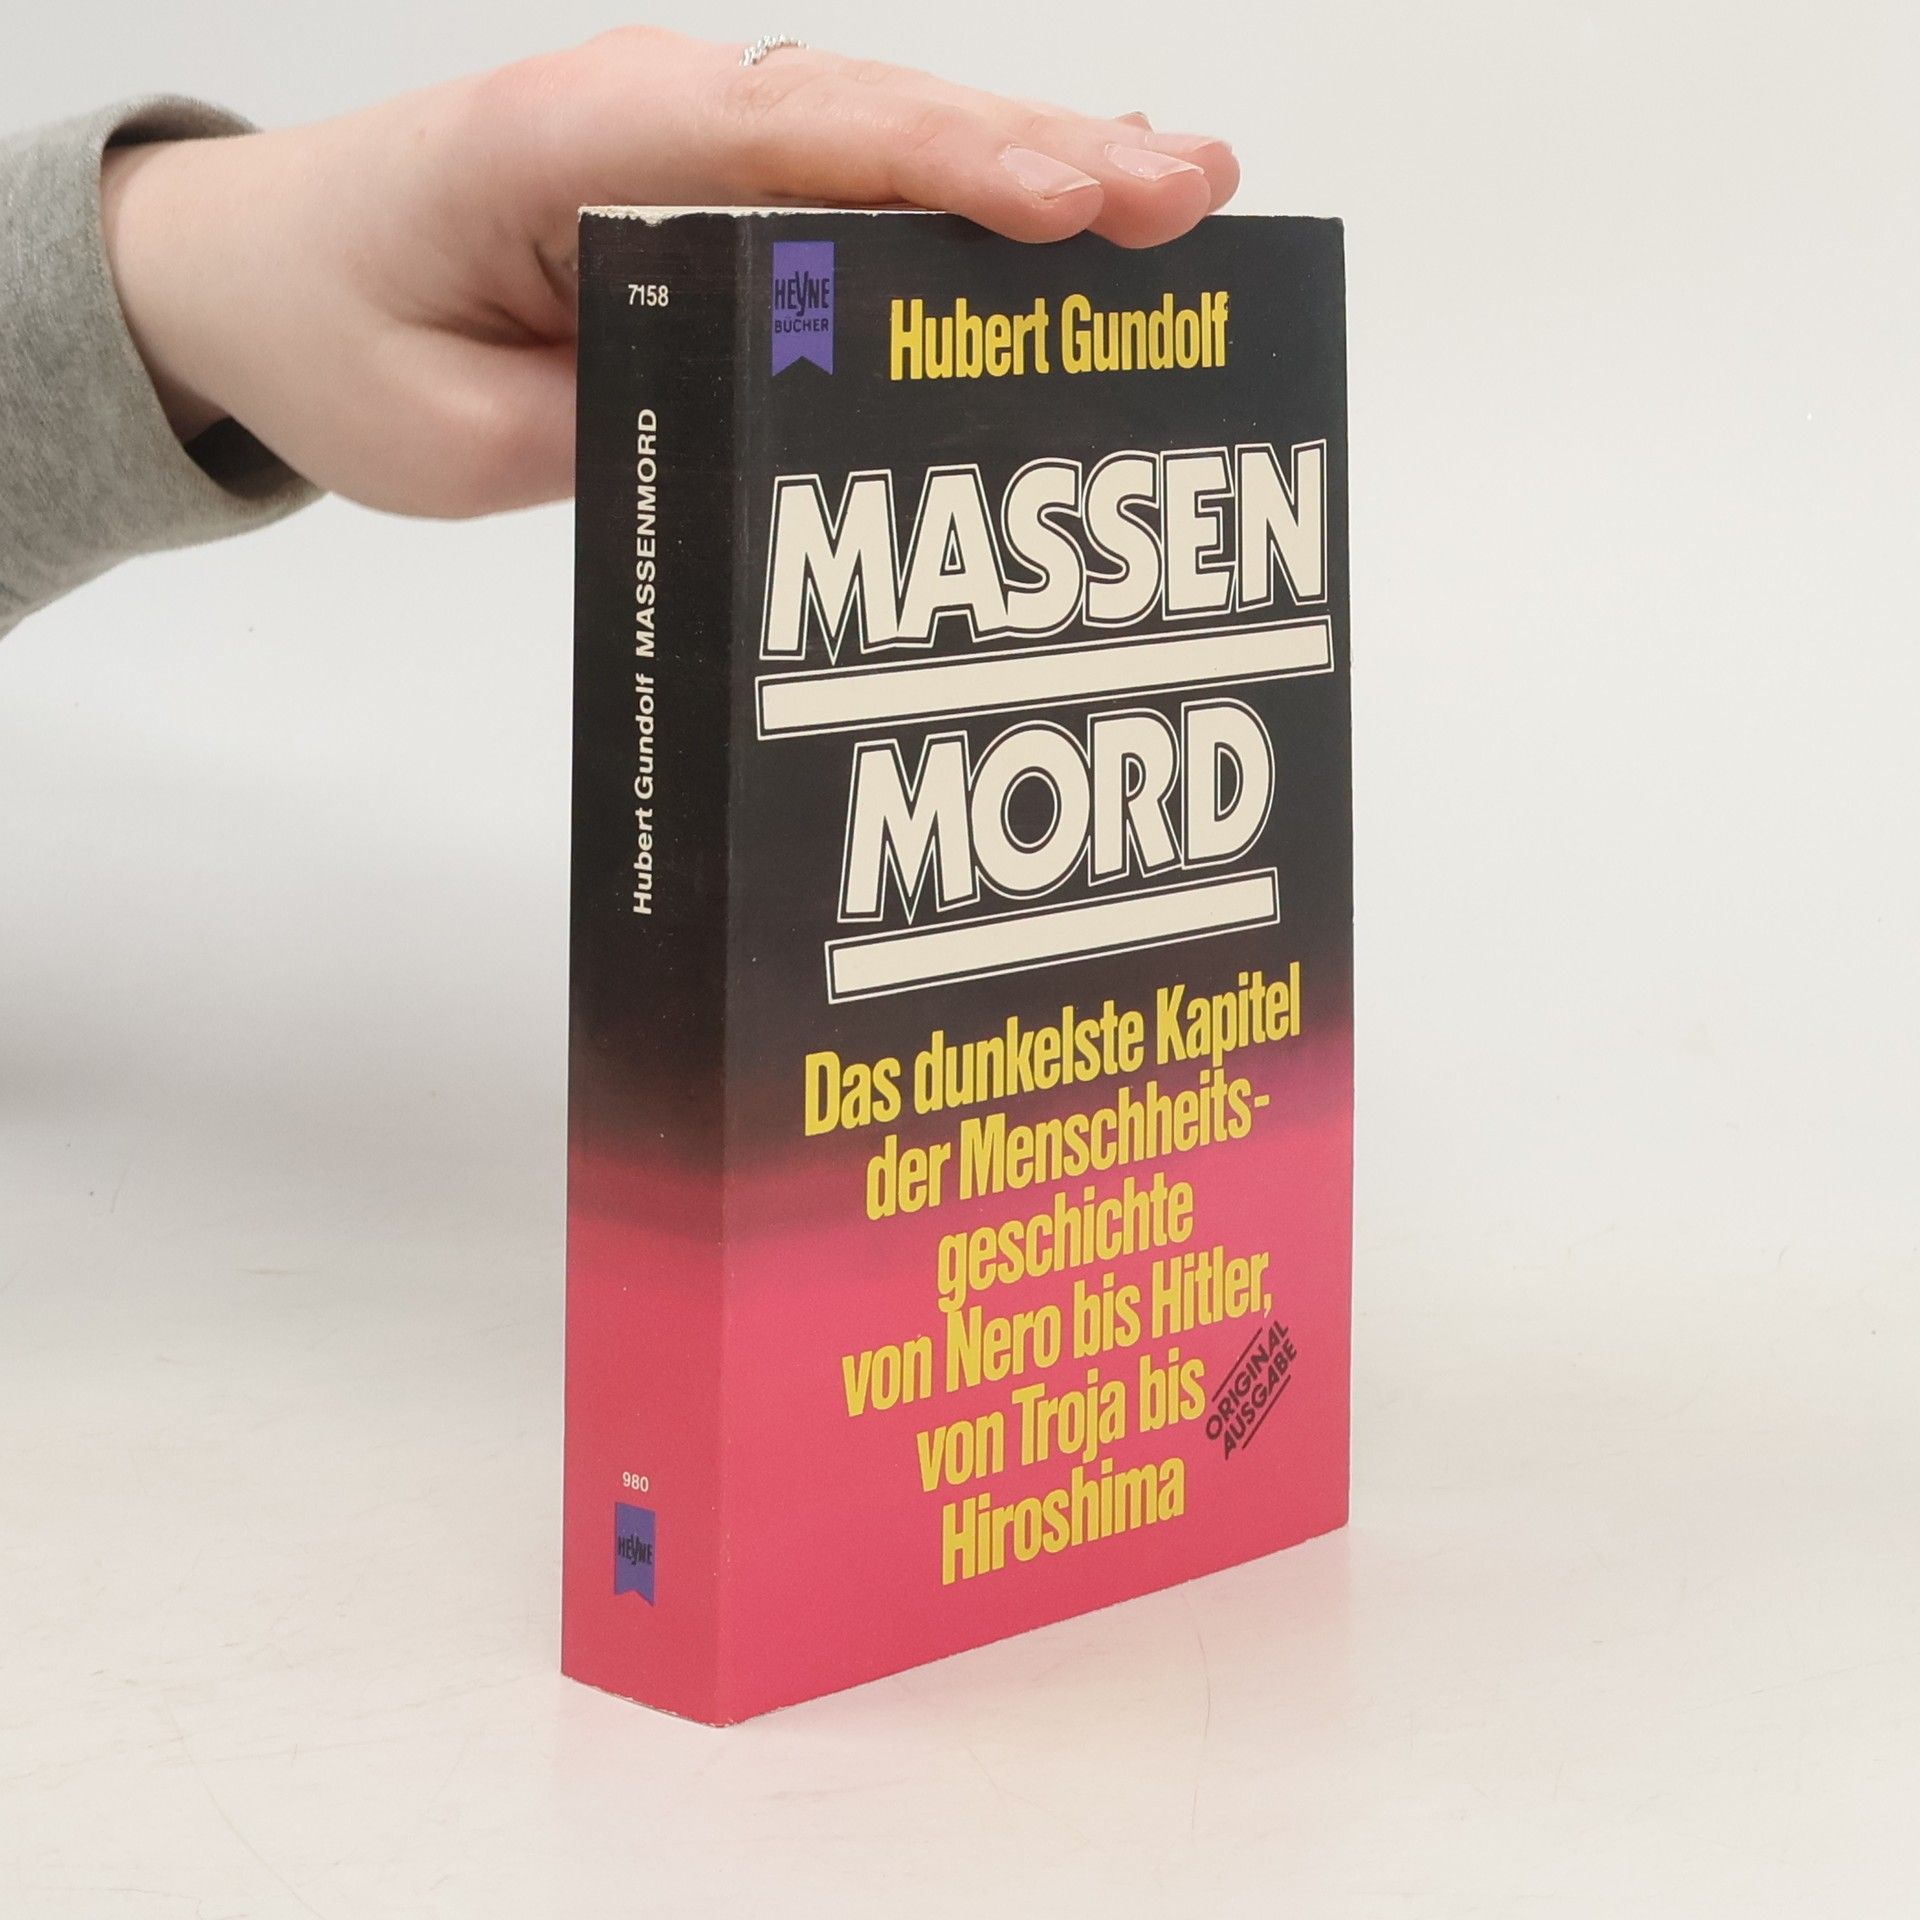 7158
Hubert Gundolf MASSENMORD
980
HEYNE
HEYNE
BÜCHER
Hubert Gundolf
MASSEN
MORD
Das dunkelste Kapitel
der Menschheits-
geschichte
von Nero bis Hitler,
von Troja bis
Hiroshima
ORIGINAL
AUSGABE